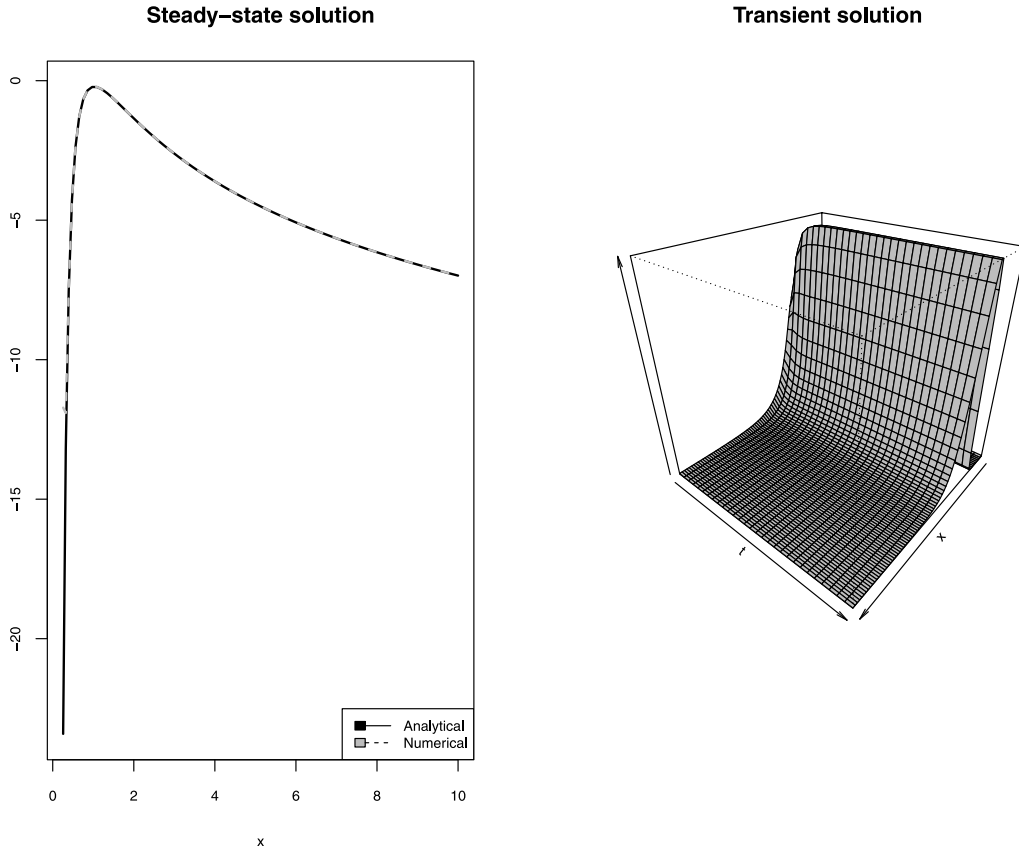 Steady−state solution
0
−5
−10
−15
−20
Analytical
Numerical
0 2 4 6 8 10
x
Transient solution
t
x